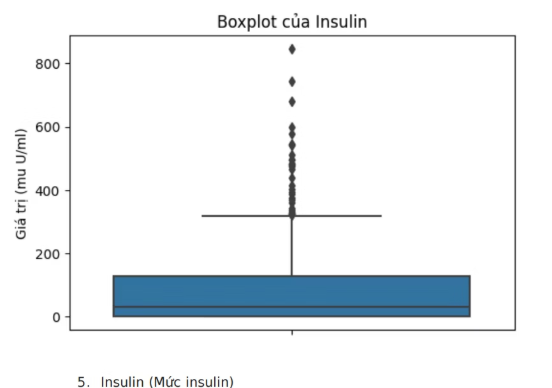 Boxplot của Insulin
Giá trị (mu U/ml)
800
600
400
200
0
5. Insulin (Mức insulin)